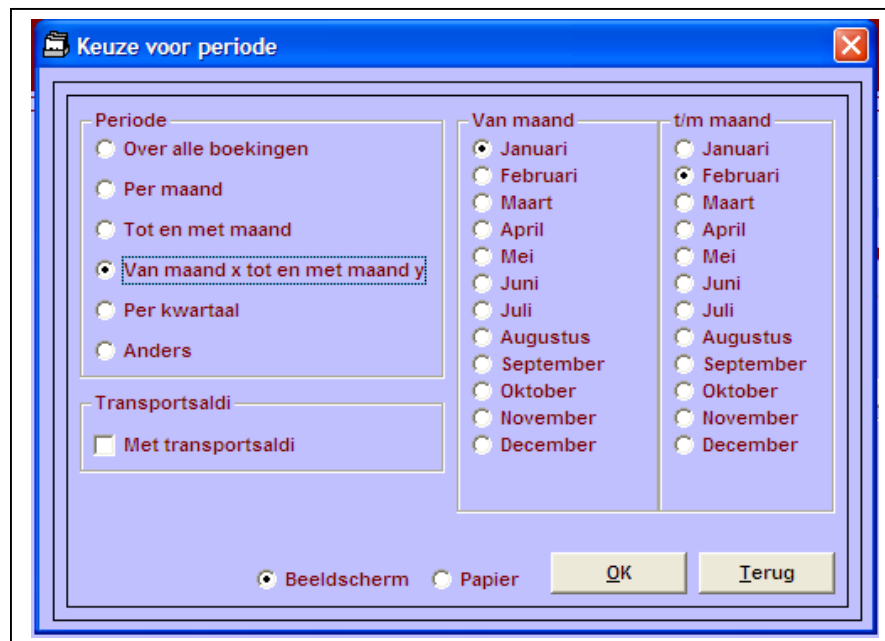 Keuze voor periode
Periode
Over alle boekingen
Per maand
Tot en met maand
Van maand x tot en met maand y
Per kwartaal
Anders
Transportsaldi
Met transportsaldi
Van maand
Januari
Februari
Maart
April
Mei
Juni
Juli
Augustus
September
Oktober
November
December
t/m maand
Januari
Februari
Maart
April
Mei
Juni
Juli
Augustus
September
Oktober
November
December
Beeldscherm
Papier
OK
Terug